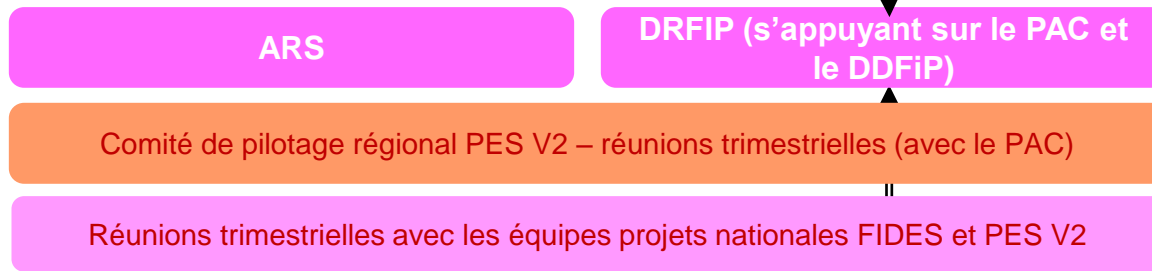 ARS
DRFIP (s'appuyant sur le PAC et
le DDFiP)
Comité de pilotage régional PES V2 – réunions trimestrielles (avec le PAC)
Réunions trimestrielles avec les équipes projets nationales FIDES et PES V2